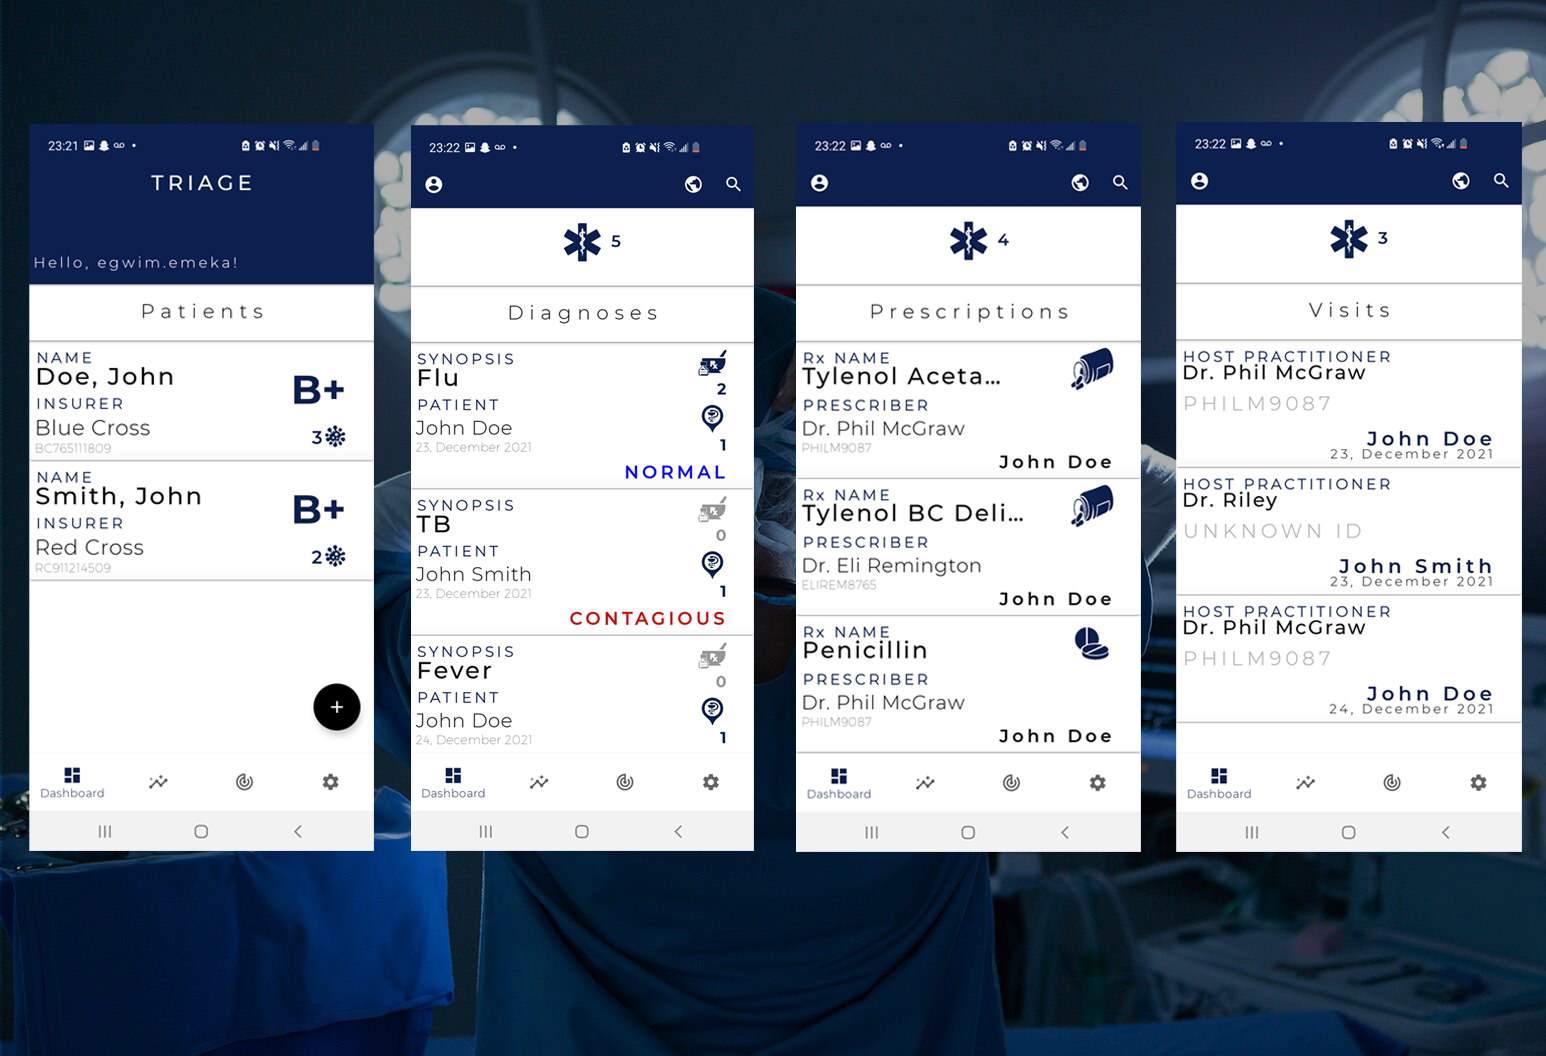 23:21
TRIAGE
Hello, egwim.emeka!
Patients
NAME
Doe, John
B+
INSURER
Blue Cross
3
BC765111809
NAME
Smith, John
B+
INSURER
Red Cross
2
RC911214509
+
Dashboard
23:22
5
Diagnoses
SYNOPSIS
Flu
2
PATIENT
John Doe
23, December 2021
1
NORMAL
SYNOPSIS
TB
0
PATIENT
John Smith
23, December 2021
1
CONTAGIOUS
SYNOPSIS
Fever
0
PATIENT
John Doe
24, December 2021
1
Dashboard
23:22
4
Prescriptions
Rx NAME
Tylenol Aceta...
PRESCRIBER
Dr. Phil McGraw
PHILM9087
John Doe
Rx NAME
Tylenol BC Deli...
PRESCRIBER
Dr. Eli Remington
ELIREM8765
John Doe
Rx NAME
Penicillin
PRESCRIBER
Dr. Phil McGraw
PHILM9087
John Doe
Dashboard
23:22
3
Visits
HOST PRACTITIONER
Dr. Phil McGraw
PHILM9087
John Doe
23, December 2021
HOST PRACTITIONER
Dr. Riley
UNKNOWN ID
John Smith
23, December 2021
HOST PRACTITIONER
Dr. Phil McGraw
PHILM9087
John Doe
24, December 2021
Dashboard